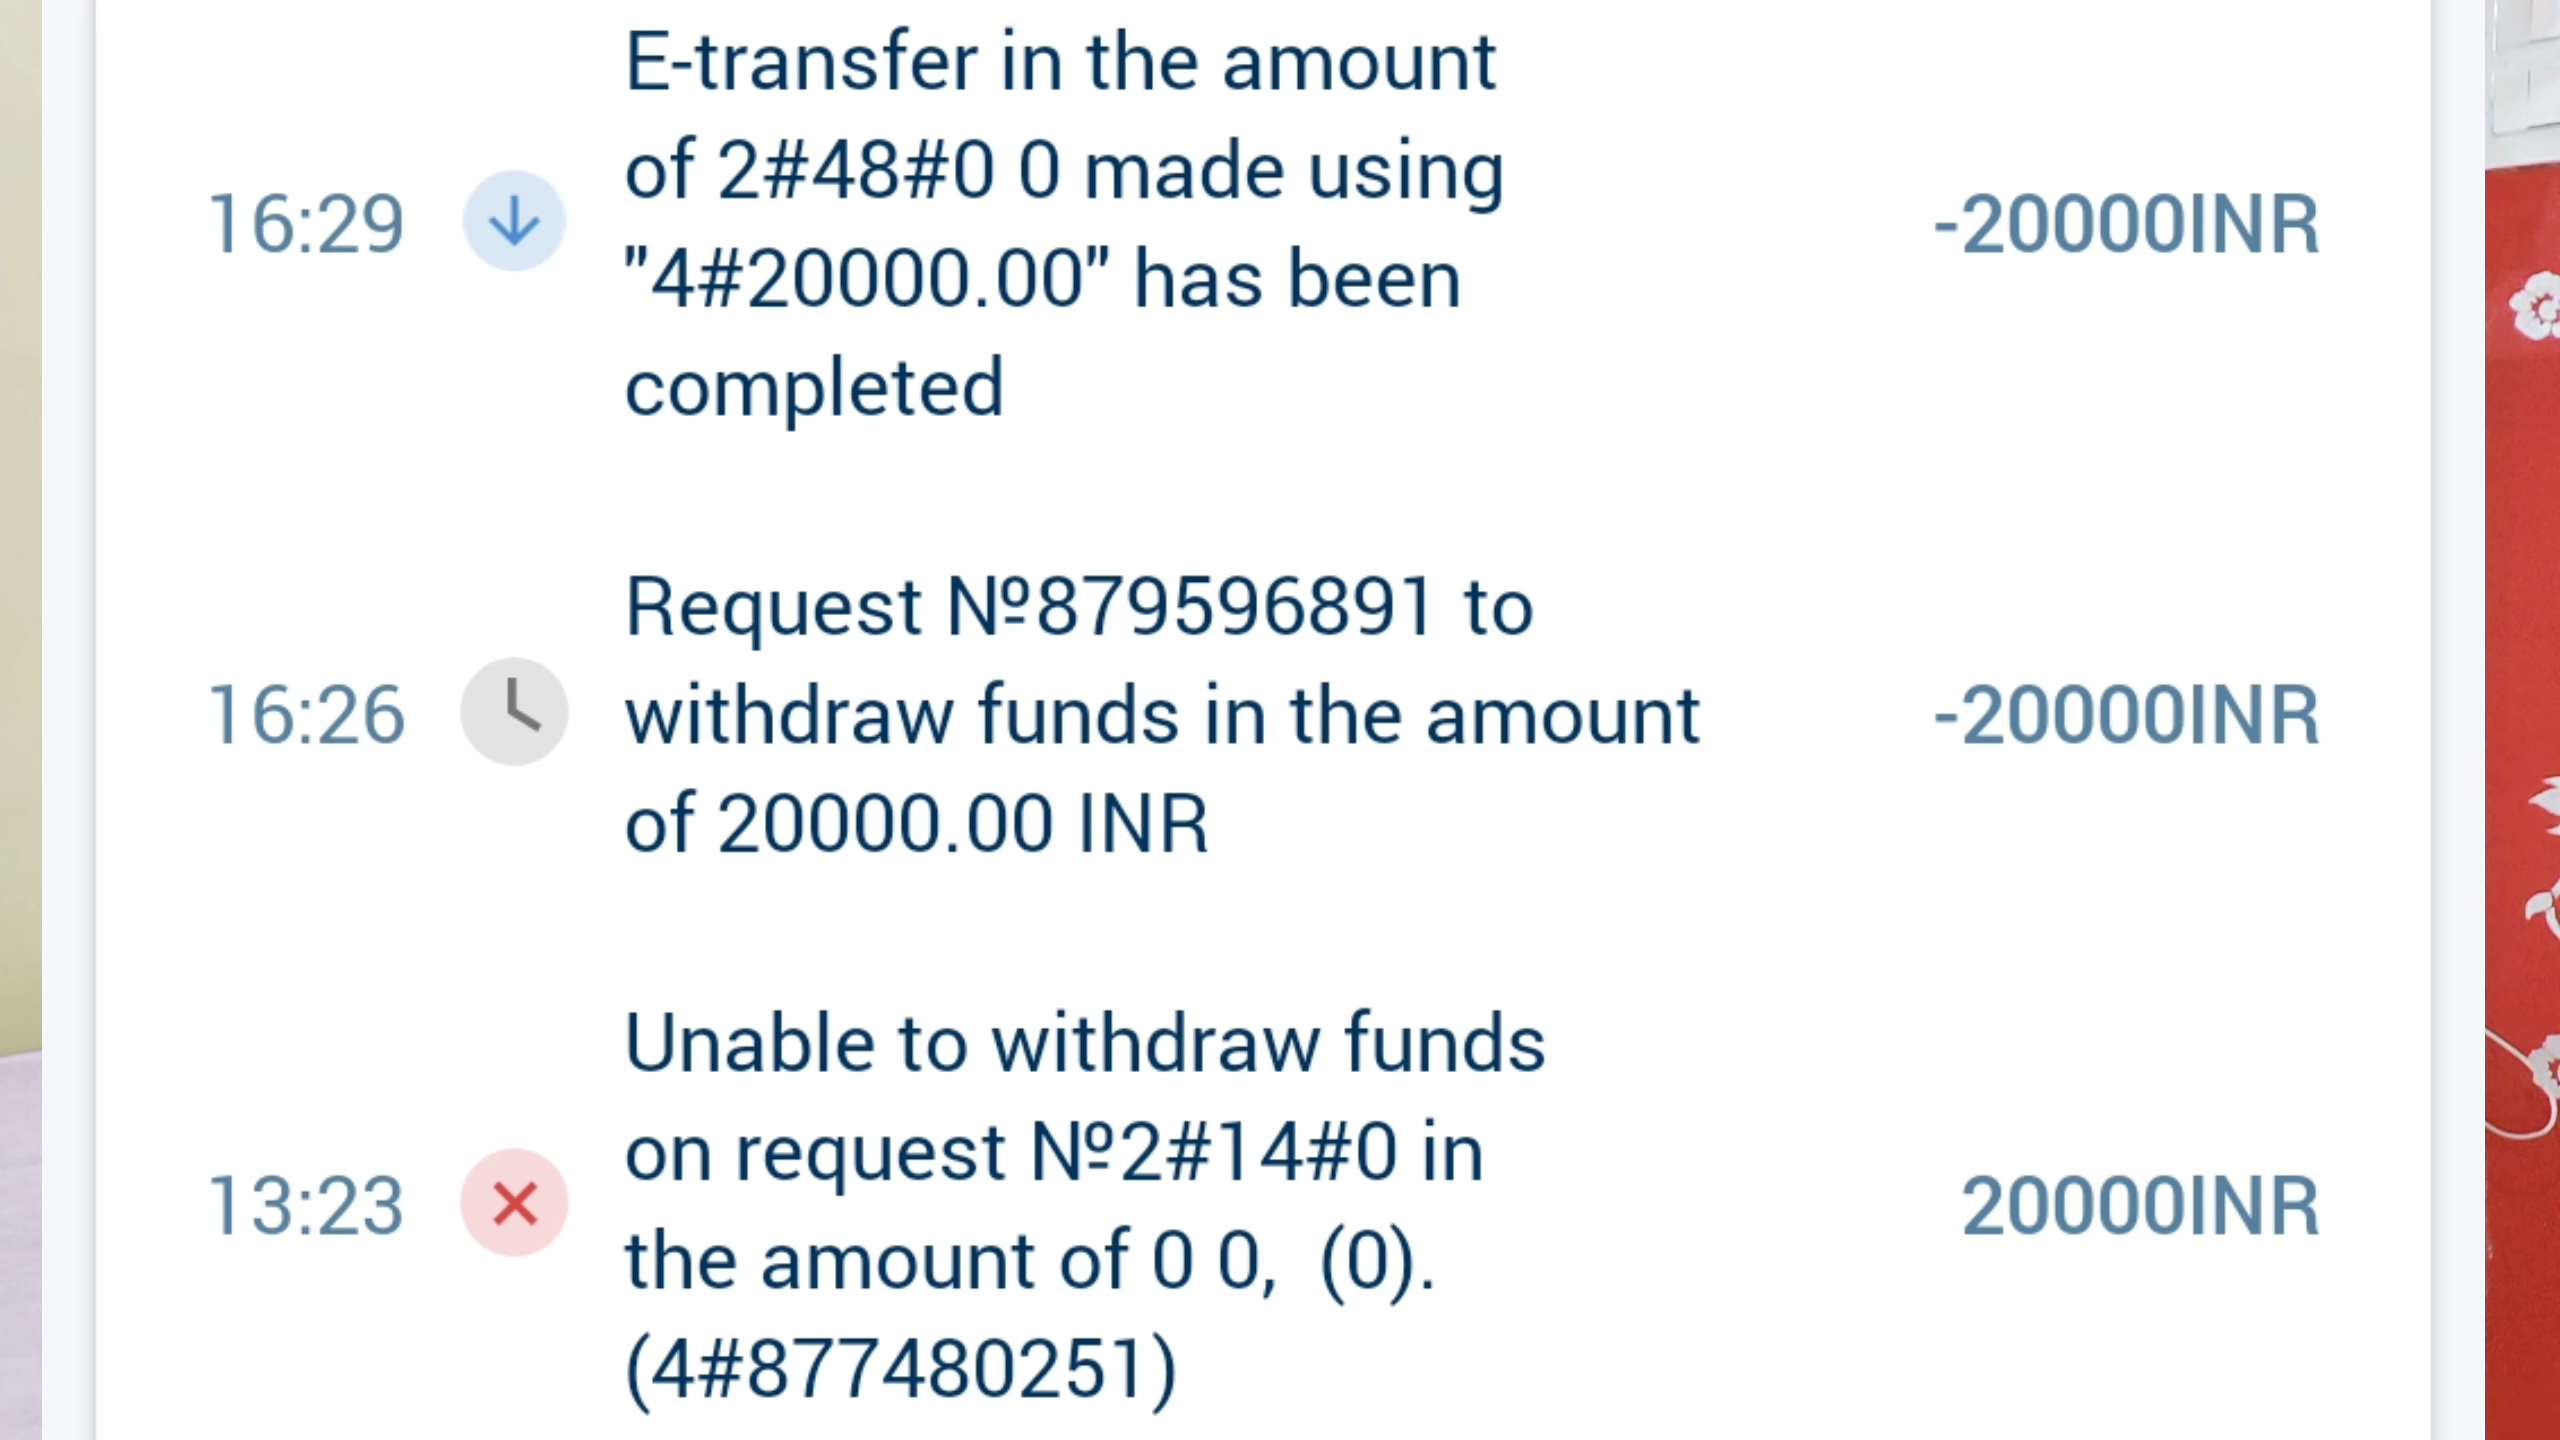 E-transfer in the amount
of 2#48#0 0 made using
"4#20000.00" has been
completed
16:29
-20000INR
Request №879596891 to
withdraw funds in the amount
of 20000.00 INR
16:26
-20000INR
Unable to withdraw funds
on request №2#14#0 in
the amount of 0 0,  (0).
(4#877480251)
13:23
20000INR